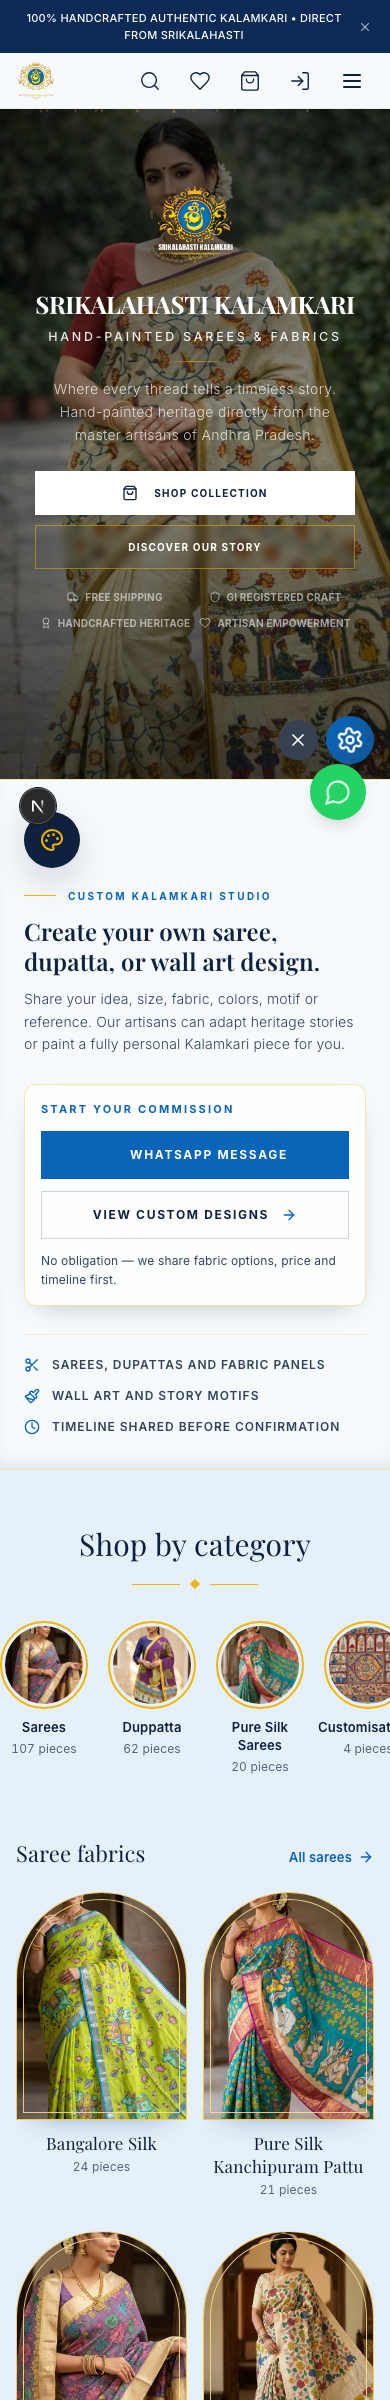 100% HANDCRAFTED AUTHENTIC KALAMKARI • DIRECT
FROM SRIKALAHASTI
SRIKALAHASTI KALAMKARI
SRIKALAHASTI KALAMKARI
HAND-PAINTED SAREES & FABRICS
Where every thread tells a timeless story.
Hand-painted heritage directly from the
master artisans of Andhra Pradesh.
SHOP COLLECTION
DISCOVER OUR STORY
FREE SHIPPING
GI REGISTERED CRAFT
HANDCRAFTED HERITAGE
ARTISAN EMPOWERMENT
N
CUSTOM KALAMKARI STUDIO
Create your own saree,
dupatta, or wall art design.
Share your idea, size, fabric, colors, motif or
reference. Our artisans can adapt heritage stories
or paint a fully personal Kalamkari piece for you.
START YOUR COMMISSION
WHATSAPP MESSAGE
VIEW CUSTOM DESIGNS
No obligation — we share fabric options, price and
timeline first.
SAREES, DUPATTAS AND FABRIC PANELS
WALL ART AND STORY MOTIFS
TIMELINE SHARED BEFORE CONFIRMATION
Shop by category
Sarees
107 pieces
Duppatta
62 pieces
Pure Silk
Sarees
20 pieces
Customisat
4 pieces
Saree fabrics
All sarees
Bangalore Silk
24 pieces
Pure Silk
Kanchipuram Pattu
21 pieces